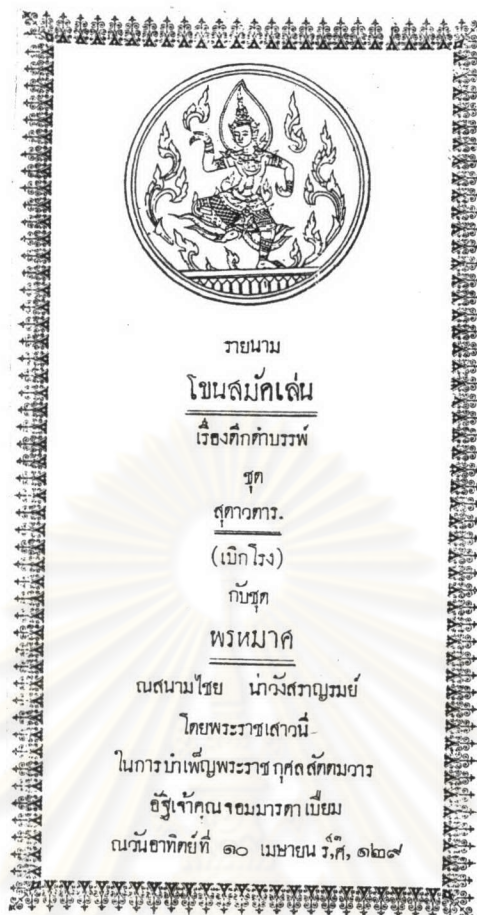 รายนาม
โขนสมัคเล่น
เรื่องดึกดำบรรพ์
ชุด
สุดาวตาร.
(เบิกโรง)
กับชุด
พรหมาศ
ณสนามไชย น่าวังสราญรมย์
โดยพระราชเสาวนี
ในการบำเพ็ญพระราชกุศลสัตตมวาร
อัฐิเจ้าคุณจอมมารดาเปี่ยม
ณวันอาทิตย์ที่ ๑๐ เมษายน ร,ศ, ๑๒๙